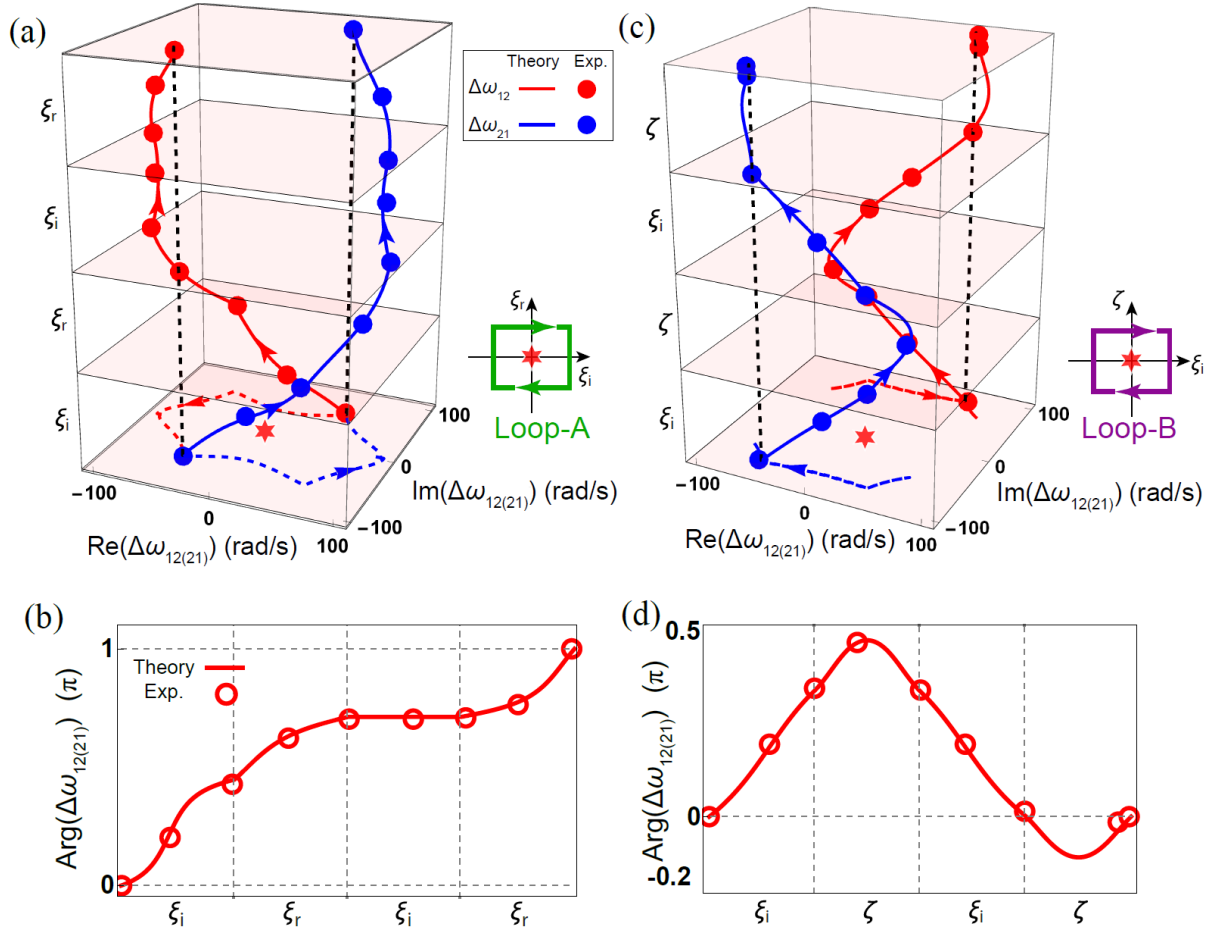 (a)
ξr
ξi
ξr
ξi
−100
0
100
Re(Δω12(21)) (rad/s)
−100
0
100
Im(Δω12(21)) (rad/s)
Theory Exp.
Δω12
Δω21
ξr
ξi
Loop-A
(c)
ζ
ξi
ζ
ξi
−100
0
100
Re(Δω12(21)) (rad/s)
−100
0
100
Im(Δω12(21)) (rad/s)
ζ
ξi
Loop-B
(b)
1
0
Arg(Δω12(21)) (π)
Theory
Exp.
ξi ξr ξi ξr
(d)
0.5
0
-0.2
Arg(Δω12(21)) (π)
ξi ζ ξi ζ